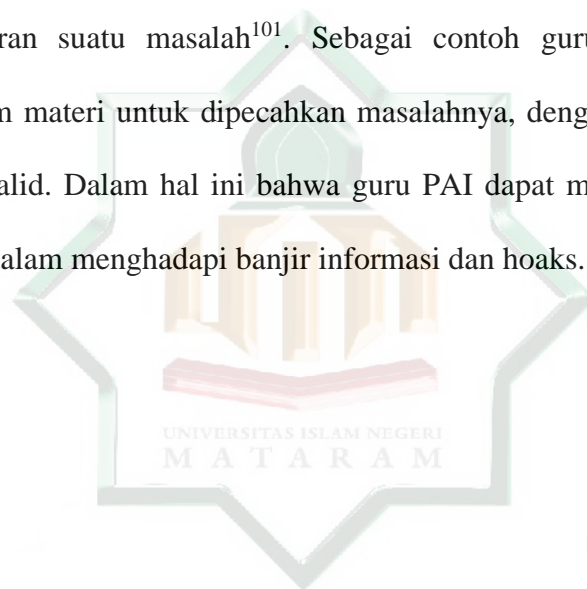 ran suatu masalah101. Sebagai contoh guru
m materi untuk dipecahkan masalahnya, deng
alid. Dalam hal ini bahwa guru PAI dapat m
alam menghadapi banjir informasi dan hoaks.
UNIVERSITAS ISLAM NEGERI
MATARAM